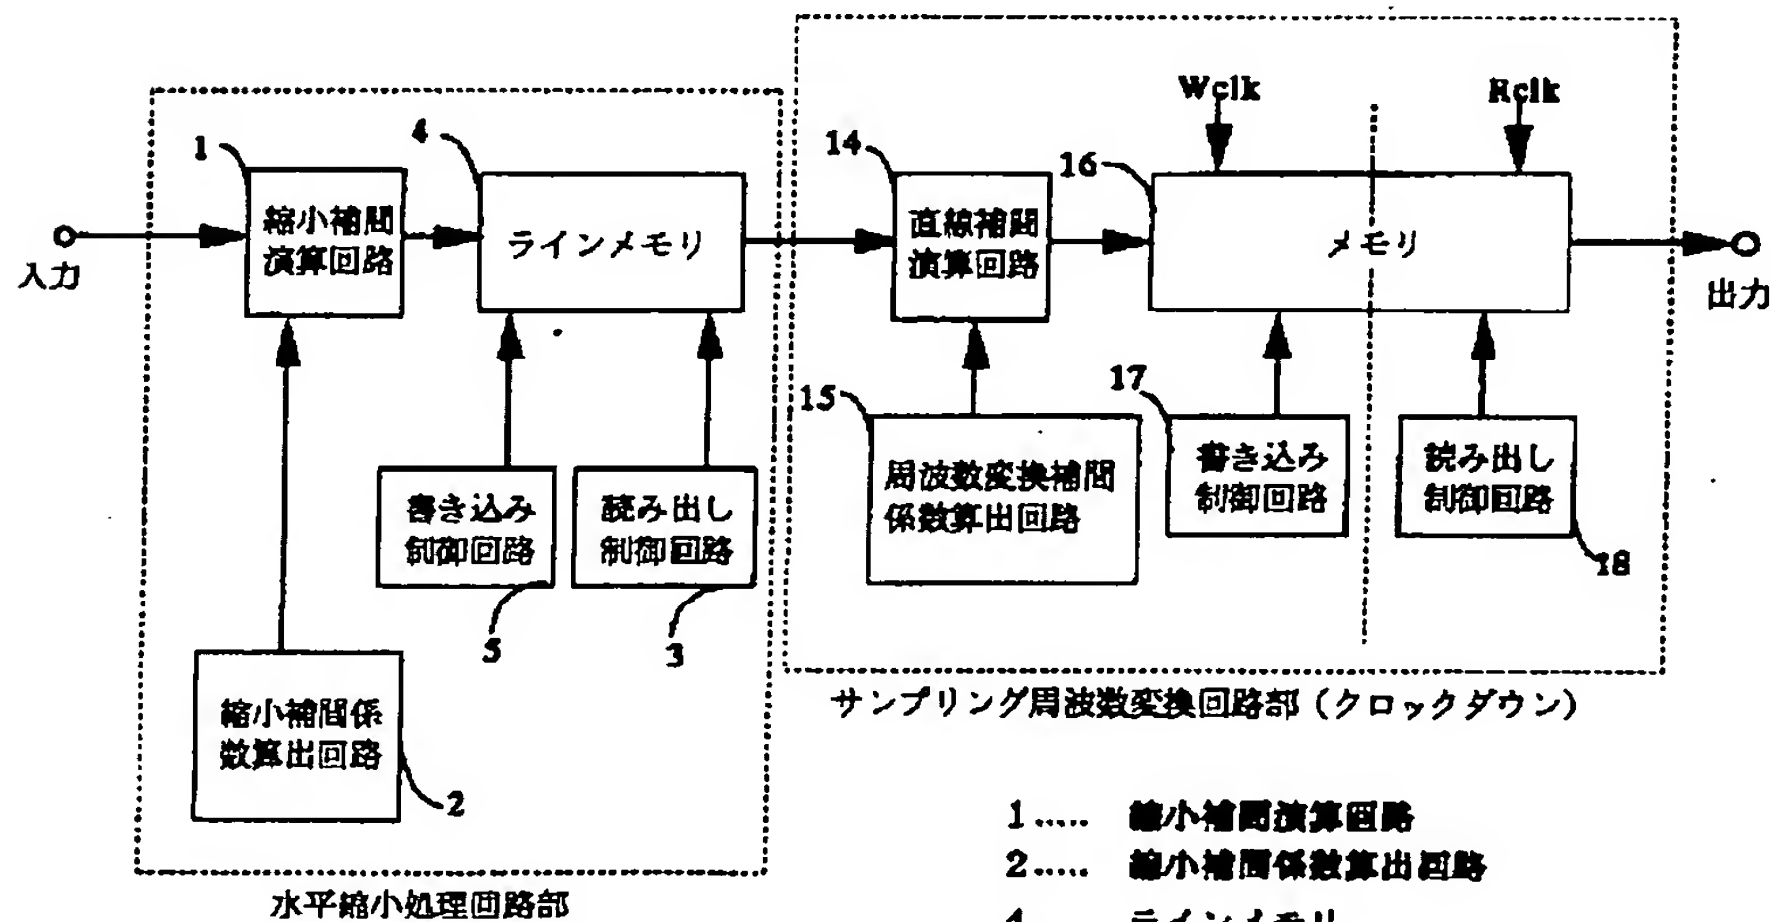 Wclk
Rclk
1
4
14
16
縮小補間
演算回路
ラインメモリ
直線補間
演算回路
メモリ
入力
出力
15
17
周波数変換補間
係数算出回路
書き込み
制御回路
読み出し
制御回路
18
書き込み
制御回路
読み出し
制御回路
5
3
縮小補間係
数算出回路
2
サンプリング周波数変換回路部（クロックダウン）
水平縮小処理回路部
1..... 縮小補間演算回路
2..... 縮小補間係数算出回路
4..... ラインメモリ